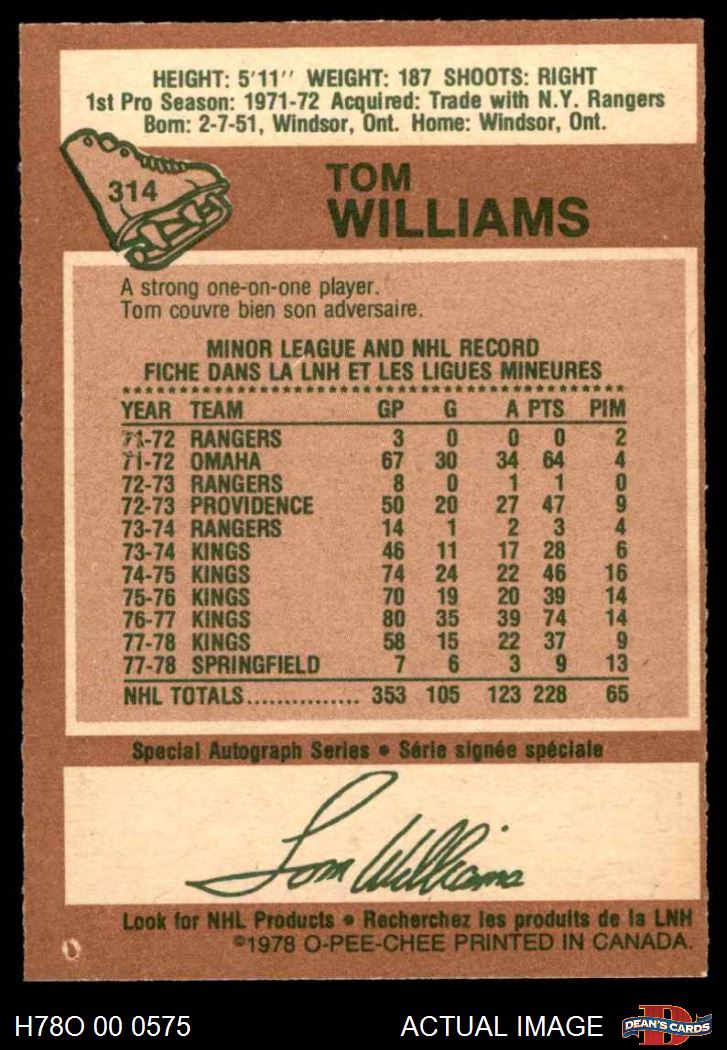 HEIGHT: 5'11'' WEIGHT: 187 SHOOTS: RIGHT
1st Pro Season: 1971-72 Acquired: Trade with N.Y. Rangers
Born: 2-7-51, Windsor, Ont. Home: Windsor, Ont.
314
TOM
WILLIAMS
A strong one-on-one player.
Tom couvre bien son adversaire.
MINOR LEAGUE AND NHL RECORD
FICHE DANS LA LNH ET LES LIGUES MINEURES
YEAR TEAM GP G A PTS PIM
71-72 RANGERS 3 0 0 0 2
71-72 OMAHA 67 30 34 64 4
72-73 RANGERS 8 0 1 1 0
72-73 PROVIDENCE 50 20 27 47 9
73-74 RANGERS 14 1 2 3 4
73-74 KINGS 46 11 17 28 6
74-75 KINGS 74 24 22 46 16
75-76 KINGS 70 19 20 39 14
76-77 KINGS 80 35 39 74 14
77-78 KINGS 58 15 22 37 9
77-78 SPRINGFIELD 7 6 3 9 13
NHL TOTALS............... 353 105 123 228 65
Special Autograph Series • Série signée spéciale
Tom Williams
Look for NHL Products • Recherchez les produits de la LNH
©1978 O-PEE-CHEE PRINTED IN CANADA.
H78O 00 0575 ACTUAL IMAGE DEAN'S CARDS